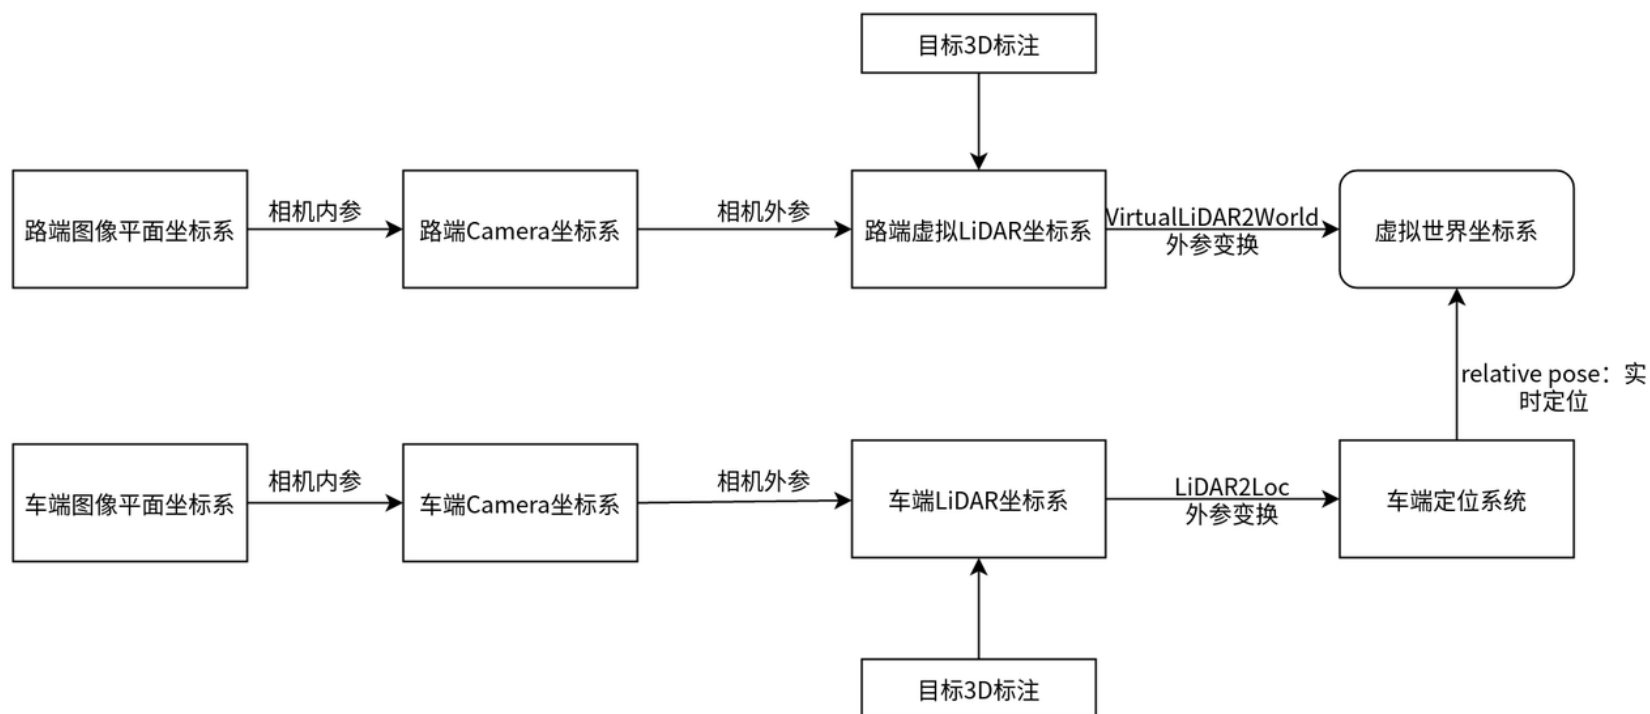 目标3D标注
路端图像平面坐标系
相机内参
路端Camera坐标系
相机外参
路端虚拟LiDAR坐标系
VirtualLiDAR2World
外参变换
虚拟世界坐标系
relative pose：实
时定位
车端图像平面坐标系
相机内参
车端Camera坐标系
相机外参
车端LiDAR坐标系
LiDAR2Loc
外参变换
车端定位系统
目标3D标注